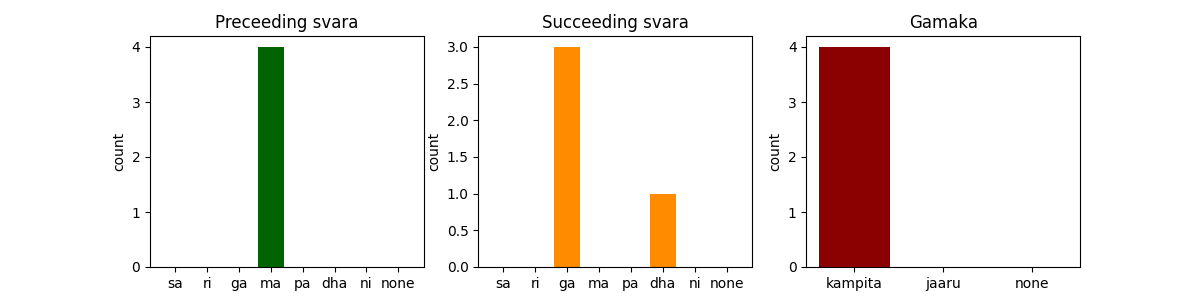 Preceeding svara
count
4
3
2
1
0
sa ri ga ma pa dha ni none
Succeeding svara
count
3.0
2.5
2.0
1.5
1.0
0.5
0.0
sa ri ga ma pa dha ni none
Gamaka
count
4
3
2
1
0
kampita jaaru none